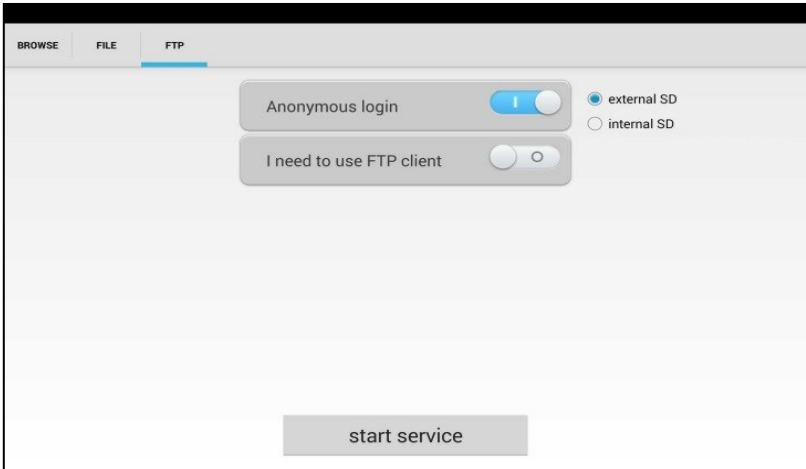 BROWSE FILE FTP
Anonymous login
external SD
internal SD
I need to use FTP client
start service